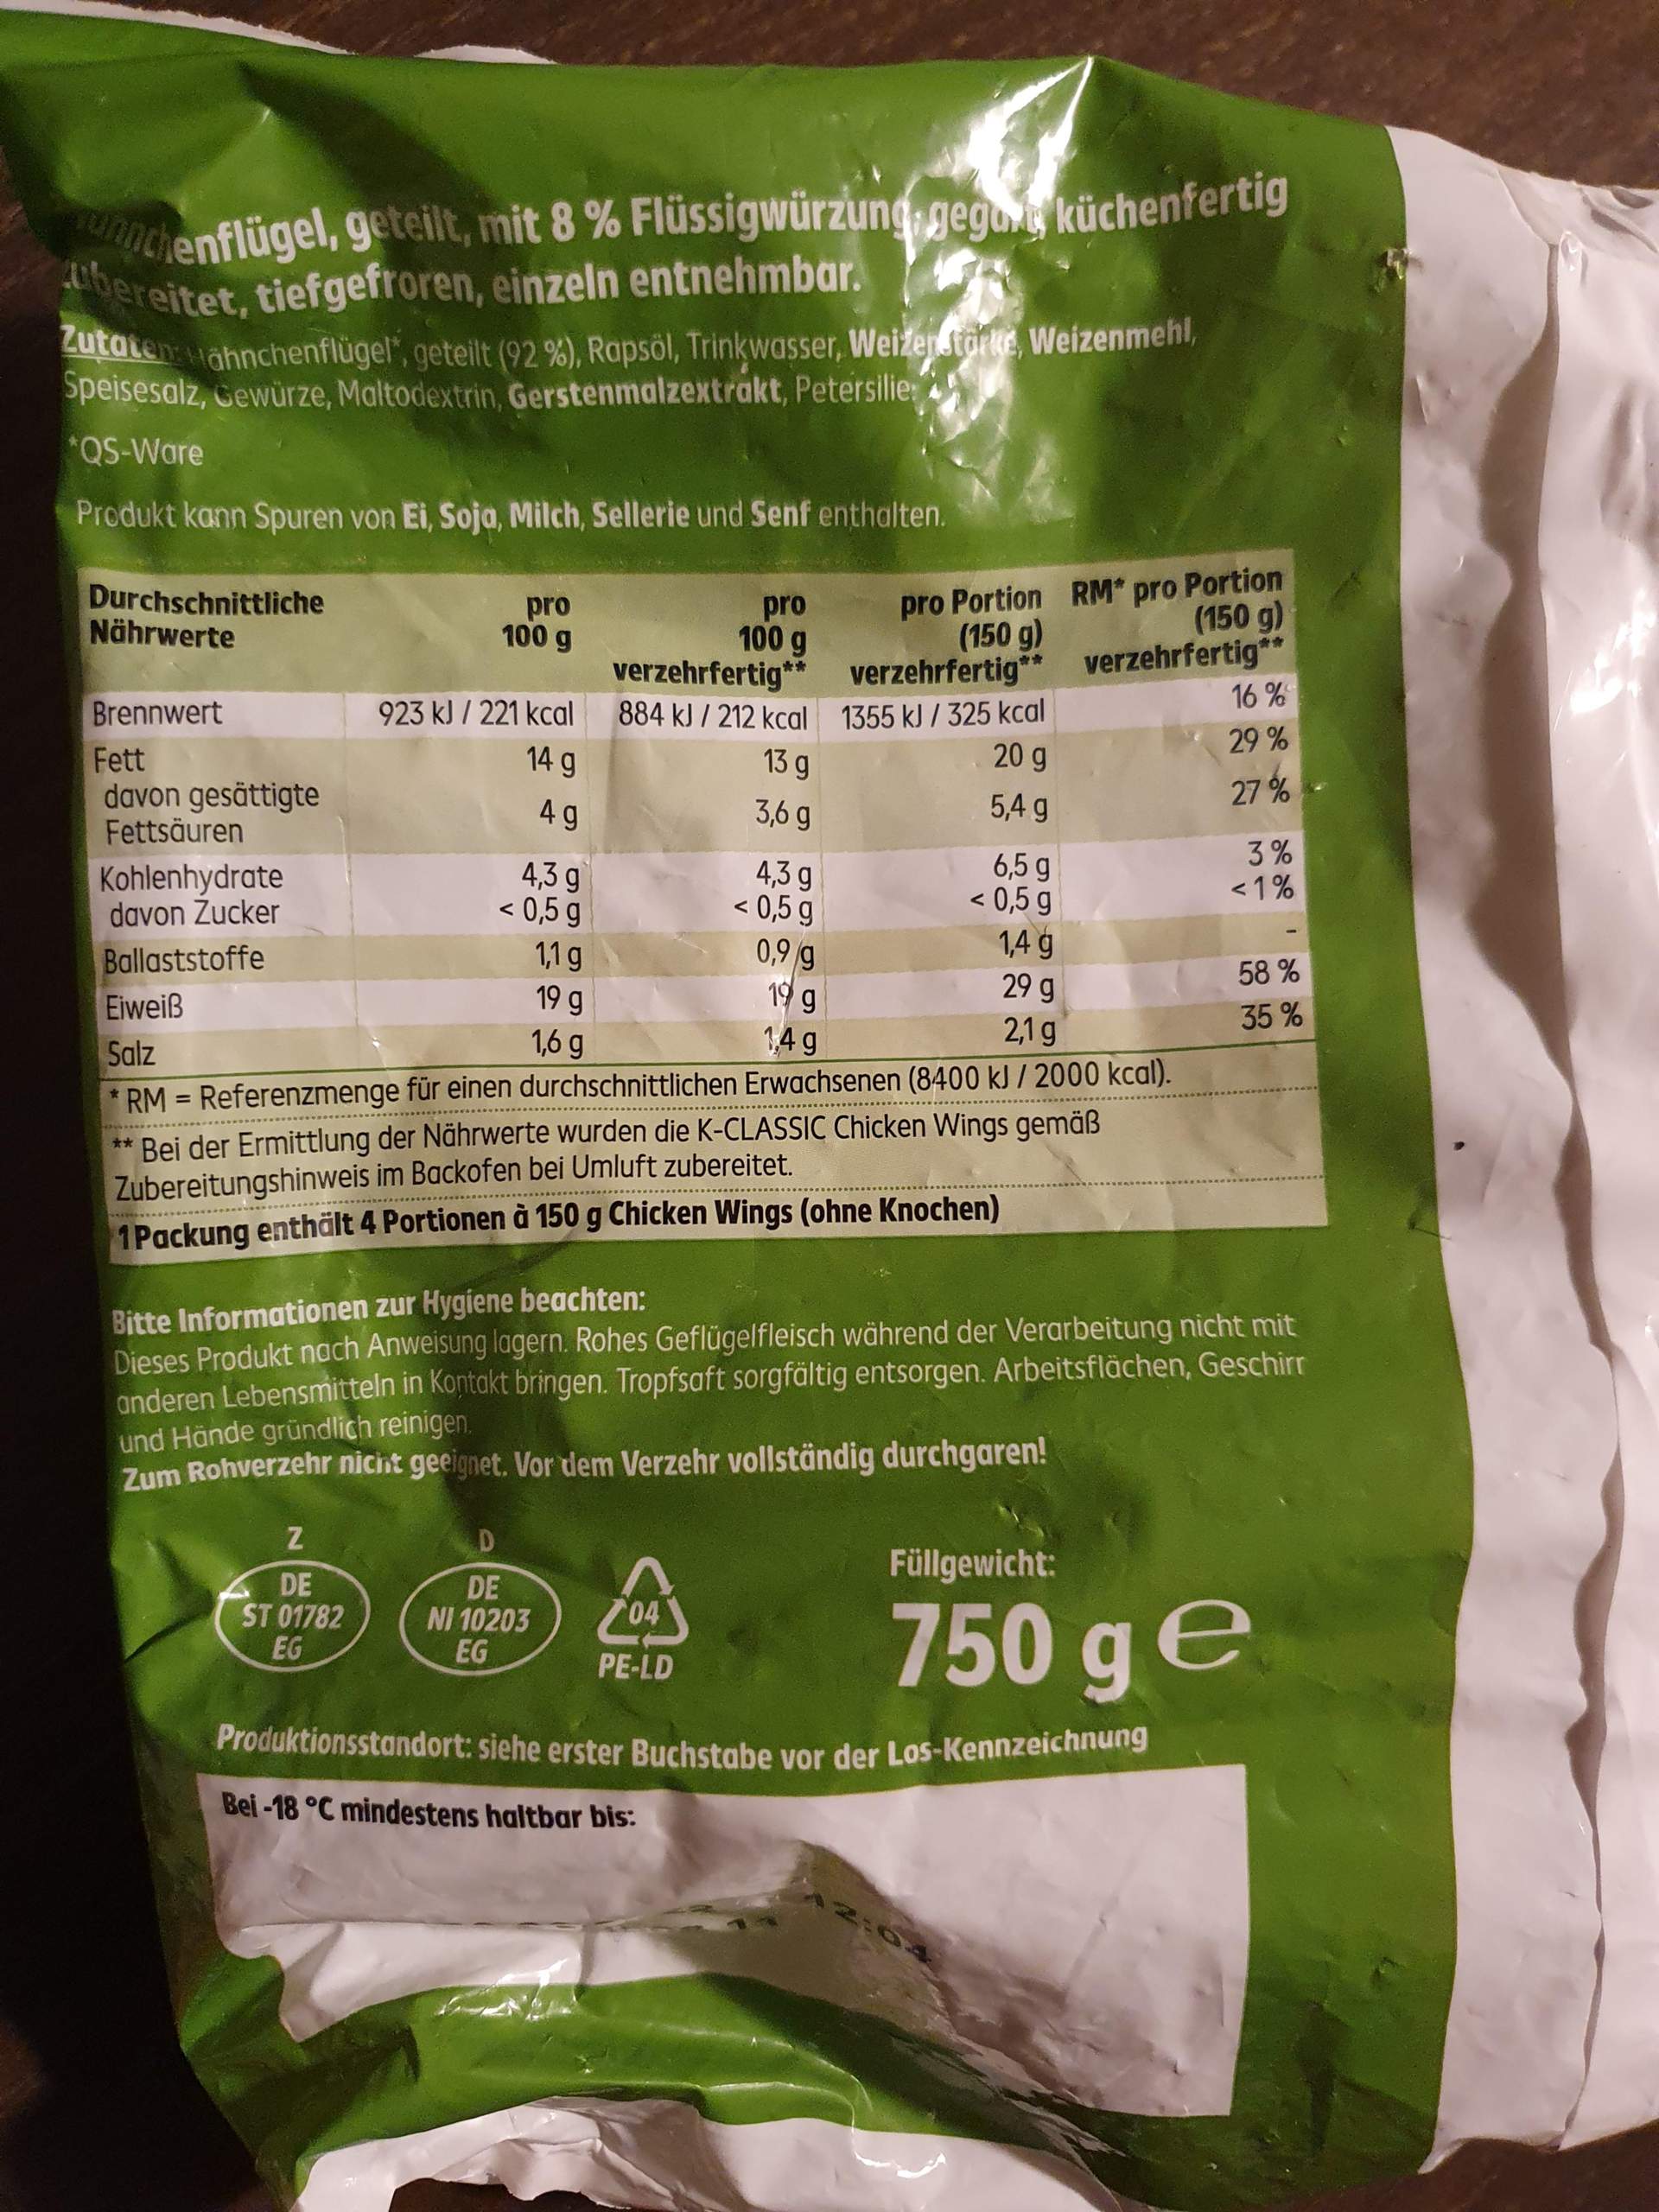 Hähnchenflügel, geteilt, mit 8 % Flüssigwürzung, gegart, küchenfertig
zubereitet, tiefgefroren, einzeln entnehmbar.
Zutaten: Hähnchenflügel*, geteilt (92 %), Rapsöl, Trinkwasser, Weizenstärke, Weizenmehl,
Speisesalz, Gewürze, Maltodextrin, Gerstenmalzextrakt, Petersilie.
*QS-Ware
Produkt kann Spuren von Ei, Soja, Milch, Sellerie und Senf enthalten.
Durchschnittliche pro pro pro Portion RM* pro Portion
Nährwerte 100 g 100 g (150 g) (150 g)
verzehrfertig** verzehrfertig** verzehrfertig**
Brennwert 923 kJ / 221 kcal 884 kJ / 212 kcal 1355 kJ / 325 kcal 16 %
Fett 14 g 13 g 20 g 29 %
davon gesättigte 4 g 3,6 g 5,4 g 27 %
Fettsäuren
Kohlenhydrate 4,3 g 4,3 g 6,5 g 3 %
davon Zucker < 0,5 g < 0,5 g < 0,5 g <1 %
Ballaststoffe 1,1 g 0,9 g 1,4 g -
Eiweiß 19 g 19 g 29 g 58 %
Salz 1,6 g 1,4 g 2,1 g 35 %
* RM = Referenzmenge für einen durchschnittlichen Erwachsenen (8400 kJ / 2000 kcal).
** Bei der Ermittlung der Nährwerte wurden die K-CLASSIC Chicken Wings gemäß
Zubereitungshinweis im Backofen bei Umluft zubereitet.
1 Packung enthält 4 Portionen à 150 g Chicken Wings (ohne Knochen)
Bitte Informationen zur Hygiene beachten:
Dieses Produkt nach Anweisung lagern. Rohes Geflügelfleisch während der Verarbeitung nicht mit
anderen Lebensmitteln in Kontakt bringen. Tropfsaft sorgfältig entsorgen. Arbeitsflächen, Geschirr
und Hände gründlich reinigen.
Zum Rohverzehr nicht geeignet. Vor dem Verzehr vollständig durchgaren!
Z D
DE DE
ST 01782 NI 10203
EG EG
04
PE-LD
Füllgewicht:
750 g e
Produktionsstandort: siehe erster Buchstabe vor der Los-Kennzeichnung
Bei -18 °C mindestens haltbar bis:
12:04